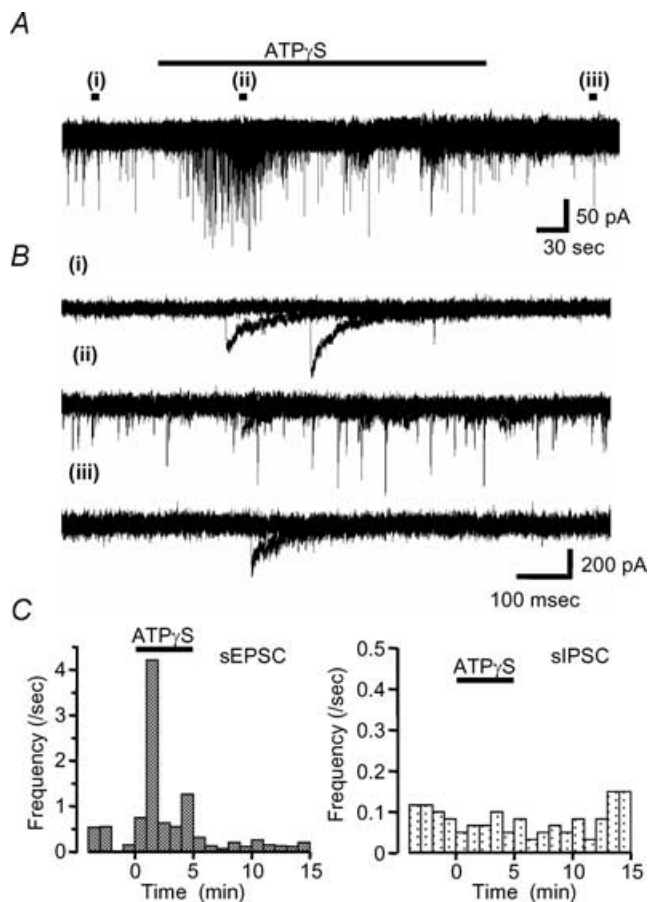 A
ATPγS
(i) (ii) (iii)
50 pA
30 sec
B
(i)
(ii)
(iii)
200 pA
100 msec
C
ATPγS sEPSC
Frequency (/sec)
4
3
2
1
0
0 5 10 15
Time (min)
ATPγS sIPSC
Frequency (/sec)
0.5
0.4
0.3
0.2
0.1
0
0 5 10 15
Time (min)